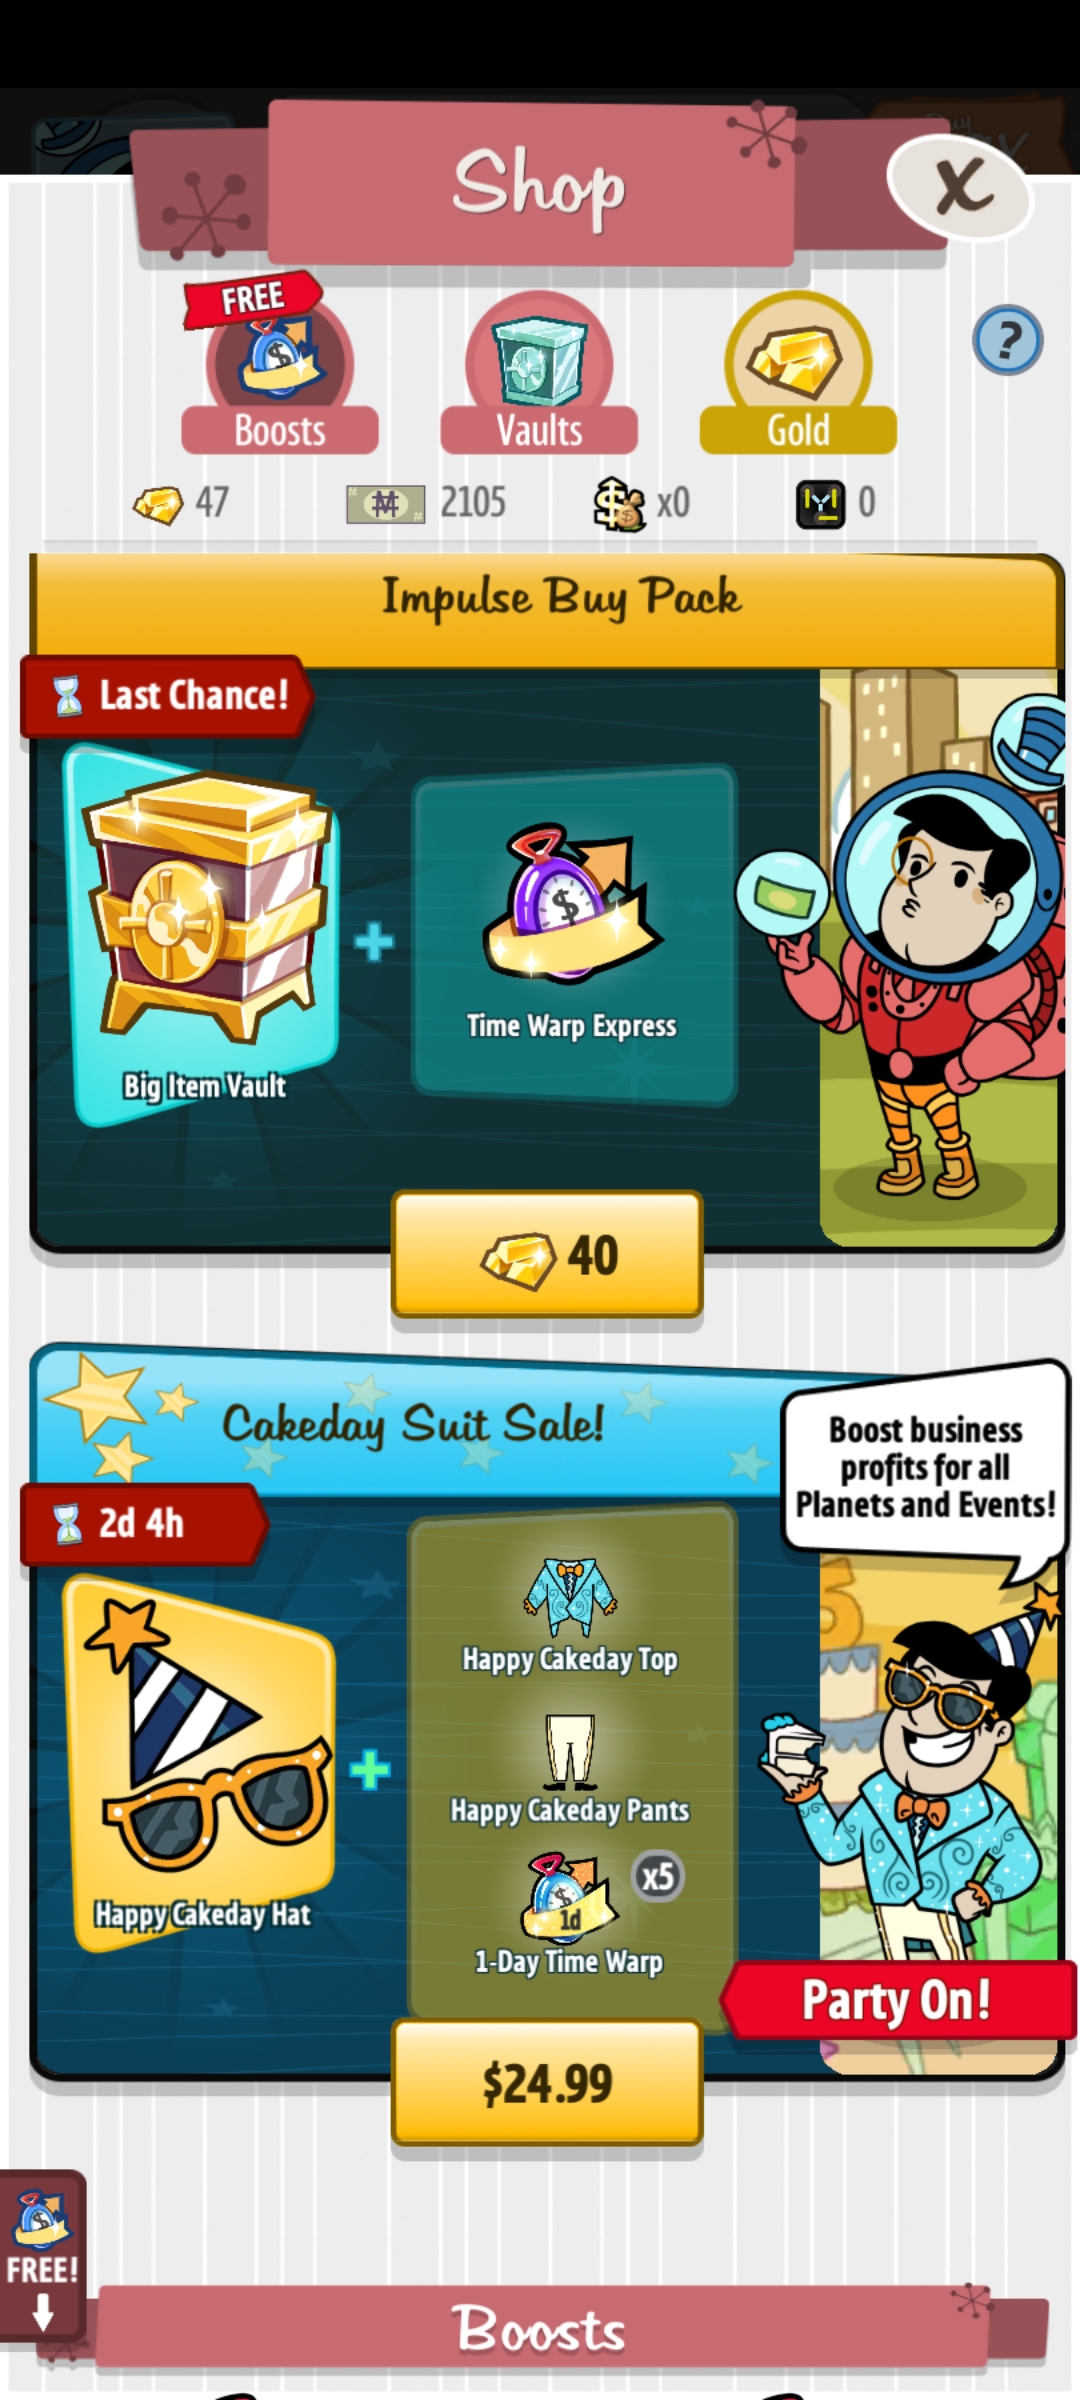 Shop
X
FREE
Boosts
Vaults
Gold
?
47
2105
x0
0
Impulse Buy Pack
Last Chance!
Big Item Vault
Time Warp Express
40
Cakeday Suit Sale!
Boost business
profits for all
Planets and Events!
2d 4h
Happy Cakeday Top
Happy Cakeday Pants
x5
1d
1-Day Time Warp
Happy Cakeday Hat
Party On!
$24.99
FREE!
Boosts